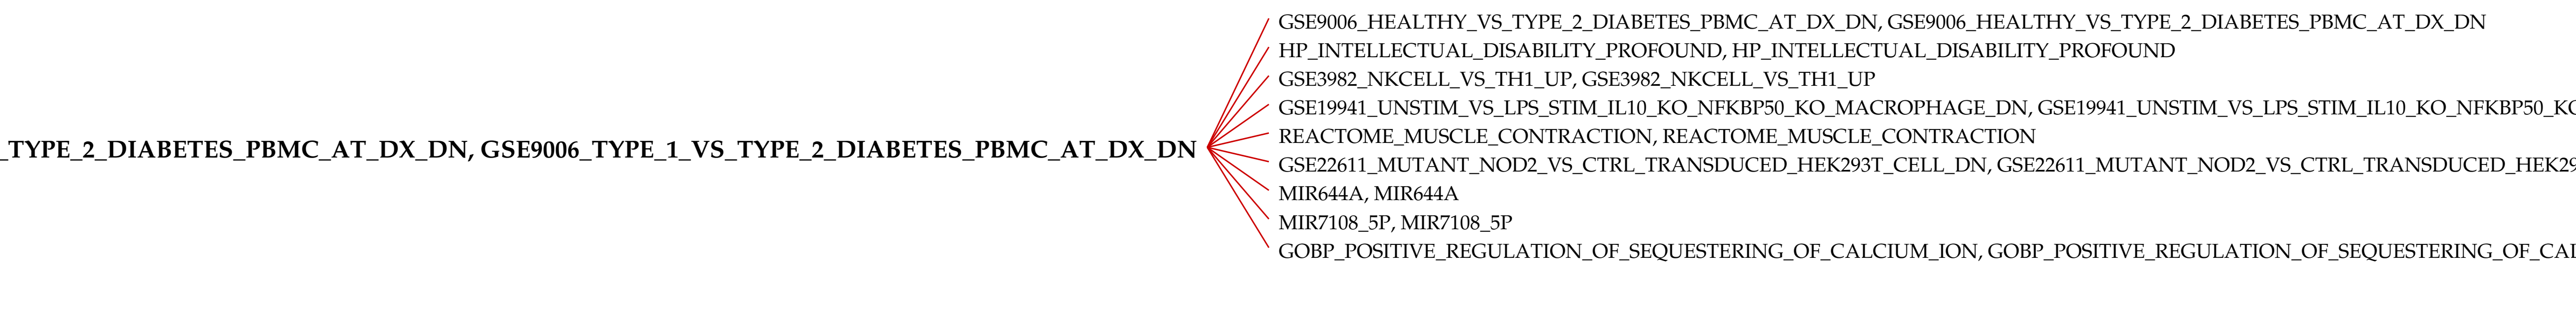 GSE9006_HEALTHY_VS_TYPE_2_DIABETES_PBMC_AT_DX_DN, GSE9006_HEALTHY_VS_TYPE_2_DIABETES_PBMC_AT_DX_DN
HP_INTELLECTUAL_DISABILITY_PROFOUND, HP_INTELLECTUAL_DISABILITY_PROFOUND
GSE3982_NKCELL_VS_TH1_UP, GSE3982_NKCELL_VS_TH1_UP
GSE19941_UNSTIM_VS_LPS_STIM_IL10_KO_NFKBP50_KO_MACROPHAGE_DN, GSE19941_UNSTIM_VS_LPS_STIM_IL10_KO_NFKBP50_KO
REACTOME_MUSCLE_CONTRACTION, REACTOME_MUSCLE_CONTRACTION
_TYPE_2_DIABETES_PBMC_AT_DX_DN, GSE9006_TYPE_1_VS_TYPE_2_DIABETES_PBMC_AT_DX_DN
GSE22611_MUTANT_NOD2_VS_CTRL_TRANSDUCED_HEK293T_CELL_DN, GSE22611_MUTANT_NOD2_VS_CTRL_TRANSDUCED_HEK29
MIR644A, MIR644A
MIR7108_5P, MIR7108_5P
GOBP_POSITIVE_REGULATION_OF_SEQUESTERING_OF_CALCIUM_ION, GOBP_POSITIVE_REGULATION_OF_SEQUESTERING_OF_CAL